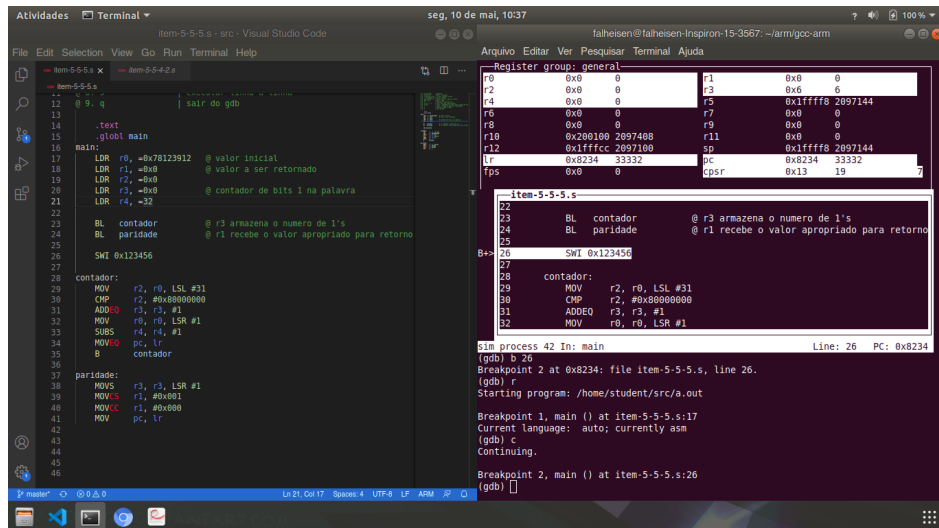 Atividades Terminal ▾ seg, 10 de mai, 10:37 ? 100 % ▾
item-5-5-5.s - src - Visual Studio Code
File Edit Selection View Go Run Terminal Help
item-5-5-5.s × item-5-5-4-2.s ...
item-5-5-5.s
12 @ 9. q | sair do gdb
13
14 .text
15 .globl main
16 main:
17 LDR r0, =0x78123912 @ valor inicial
18 LDR r1, =0x0 @ valor a ser retornado
19 LDR r2, =0x0
20 LDR r3, =0x0 @ contador de bits 1 na palavra
21 LDR r4, =32
22
23 BL contador @ r3 armazena o numero de 1's
24 BL paridade @ r1 recebe o valor apropriado para retorno
25
26 SWI 0x123456
27
28 contador:
29 MOV r2, r0, LSL #31
30 CMP r2, #0x80000000
31 ADDEQ r3, r3, #1
32 MOV r0, r0, LSR #1
33 SUBS r4, r4, #1
34 MOVEQ pc, lr
35 B contador
36
37 paridade:
38 MOVS r3, r3, LSR #1
39 MOVCS r1, #0x001
40 MOVCC r1, #0x000
41 MOV pc, lr
42
43
44
45
46
master* 0 0 Ln 21, Col 17 Spaces: 4 UTF-8 LF ARM
felheisen@felheisen-Inspiron-15-3567: ~/arm/gcc-arm
Arquivo Editar Ver Pesquisar Terminal Ajuda
Register group: general
r0 0x0 0 r1 0x0 0
r2 0x0 0 r3 0x6 6
r4 0x0 0 r5 0x1ffff8 2097144
r6 0x0 0 r7 0x0 0
r8 0x0 0 r9 0x0 0
r10 0x200100 2097408 r11 0x0 0
r12 0x1fffcc 2097100 sp 0x1ffff8 2097144
lr 0x8234 33332 pc 0x8234 33332
fps 0x0 0 cpsr 0x13 19 7
item-5-5-5.s
22
23 BL contador @ r3 armazena o numero de 1's
24 BL paridade @ r1 recebe o valor apropriado para retorno
25
B+> 26 SWI 0x123456
27
28 contador:
29 MOV r2, r0, LSL #31
30 CMP r2, #0x80000000
31 ADDEQ r3, r3, #1
32 MOV r0, r0, LSR #1
sim process 42 In: main Line: 26 PC: 0x8234
(gdb) b 26
Breakpoint 2 at 0x8234: file item-5-5-5.s, line 26.
(gdb) r
Starting program: /home/student/src/a.out
Breakpoint 1, main () at item-5-5-5.s:17
Current language: auto; currently asm
(gdb) c
Continuing.
Breakpoint 2, main () at item-5-5-5.s:26
(gdb)